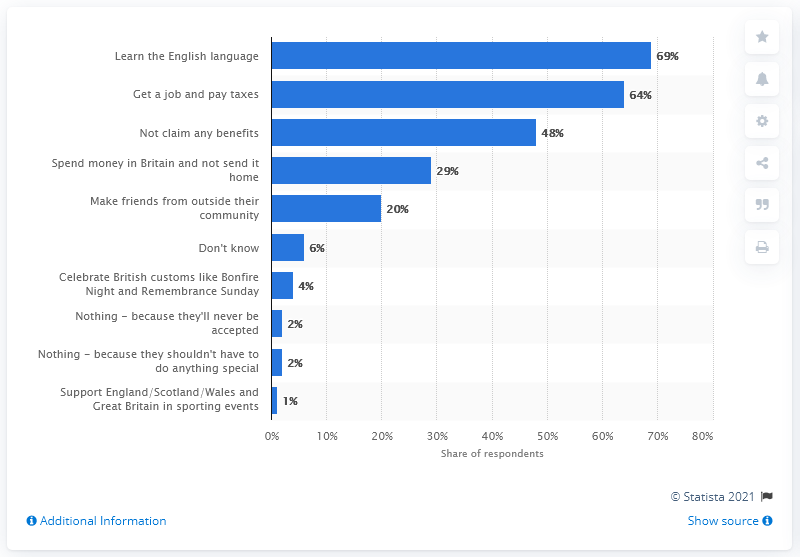 Learn the English language
69%
Get a job and pay taxes
64%
Not claim any benefits
48%
Spend money in Britain and not send it
home
29%
Make friends from outside their
community
20%
Don't know
6%
Celebrate British customs like Bonfire
Night and Remembrance Sunday
4%
Nothing - because they'll never be
accepted
2%
Nothing - because they shouldn't have to
do anything special
2%
Support England/Scotland/Wales and
Great Britain in sporting events
1%
0% 10% 20% 30% 40% 50% 60% 70% 80%
Share of respondents
© Statista 2021
Additional Information
Show source